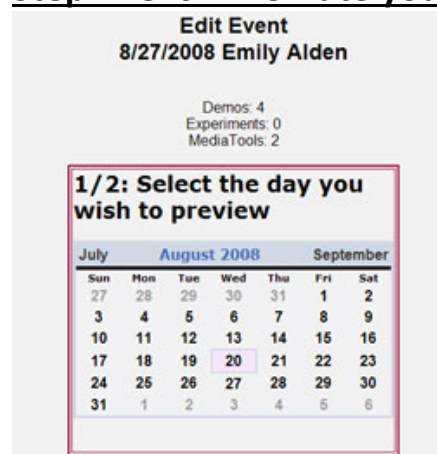 Edit Event
8/27/2008 Emily Alden
Demos: 4
Experiments: 0
MediaTools: 2
1/2: Select the day you
wish to preview
July August 2008 September
Sun Mon Tue Wed Thu Fri Sat
27 28 29 30 31 1 2
3 4 5 6 7 8 9
10 11 12 13 14 15 16
17 18 19 20 21 22 23
24 25 26 27 28 29 30
31 1 2 3 4 5 6